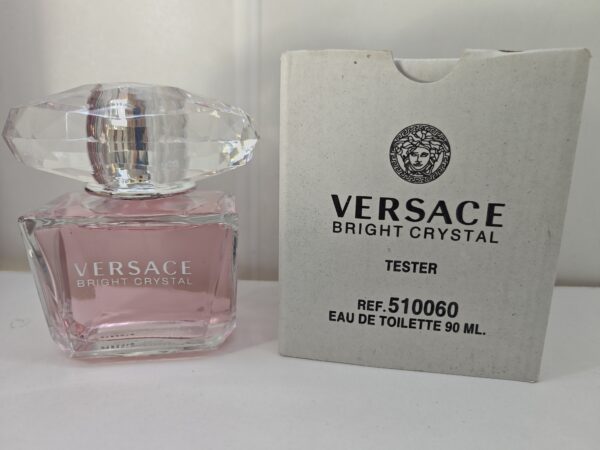 VERSACE
BRIGHT CRYSTAL
VERSACE
BRIGHT CRYSTAL
TESTER
REF.510060
EAU DE TOILETTE 90 ML.